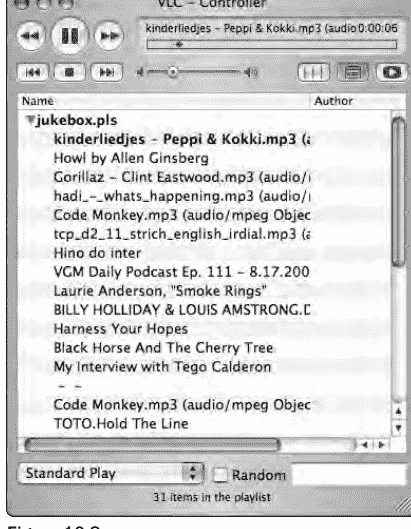 VLC – Controller
kinderliedjes – Peppi & Kokki.mp3 (audio 0:00:06
Name Author
jukebox.pls
kinderliedjes – Peppi & Kokki.mp3 (a
Howl by Allen Ginsberg
Gorillaz – Clint Eastwood.mp3 (audio/
hadi_-_whats_happening.mp3 (audio/
Code Monkey.mp3 (audio/mpeg Objec
tcp_d2_11_strich_english_irdial.mp3 (a
Hino do inter
VGM Daily Podcast Ep. 111 – 8.17.200
Laurie Anderson, "Smoke Rings"
BILLY HOLLIDAY & LOUIS AMSTRONG.D
Harness Your Hopes
Black Horse And The Cherry Tree
My Interview with Tego Calderon
– –
Code Monkey.mp3 (audio/mpeg Objec
TOTO.Hold The Line
Standard Play Random
31 items in the playlist